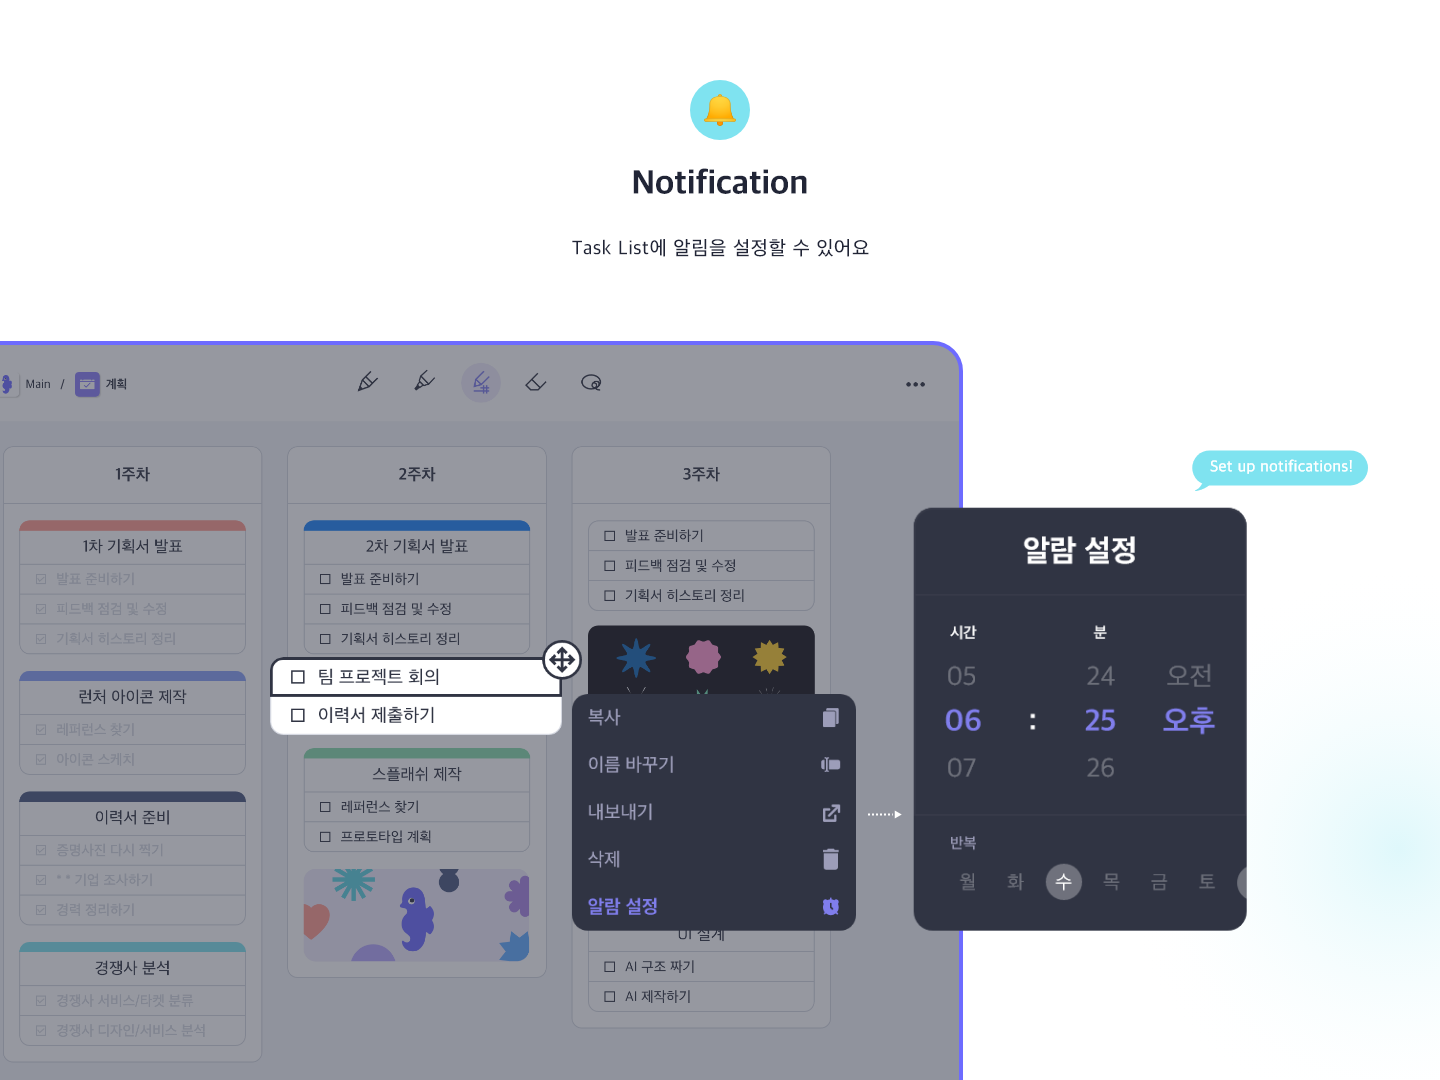 Notification
Task List에 알림을 설정할 수 있어요
Main / 계획
1주차
1차 기획서 발표
발표 준비하기
피드백 점검 및 수정
기획서 히스토리 정리
런처 아이콘 제작
레퍼런스 찾기
아이콘 스케치
이력서 준비
증명사진 다시 찍기
* * 기업 조사하기
경력 정리하기
경쟁사 분석
경쟁사 서비스/타켓 분류
경쟁사 디자인/서비스 분석
2주차
2차 기획서 발표
발표 준비하기
피드백 점검 및 수정
기획서 히스토리 정리
팀 프로젝트 회의
이력서 제출하기
스플래쉬 제작
레퍼런스 찾기
프로토타입 계획
3주차
발표 준비하기
피드백 점검 및 수정
기획서 히스토리 정리
복사
이름 바꾸기
내보내기
삭제
알람 설정
UI 설계
AI 구조 짜기
AI 제작하기
Set up notifications!
알람 설정
시간 분
05 24 오전
06 : 25 오후
07 26
반복
월 화 수 목 금 토